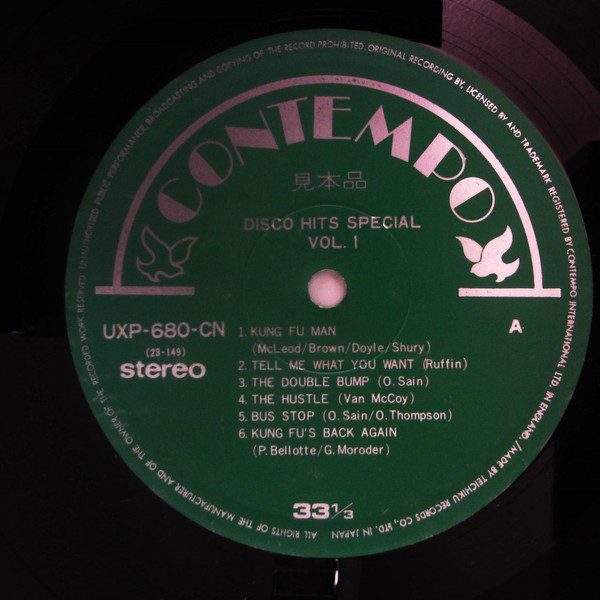 CONTEMPO
見本品
DISCO HITS SPECIAL
VOL. 1
UXP-680-CN
(23-149)
stereo
A
1. KUNG FU MAN
(McLeod/Brown/Doyle/Shury)
2. TELL ME WHAT YOU WANT (Ruffin)
3. THE DOUBLE BUMP (O. Sain)
4. THE HUSTLE (Van McCoy)
5. BUS STOP (O. Sain/O. Thompson)
6. KUNG FU'S BACK AGAIN
(P. Bellotte/G. Moroder)
33 1/3
ALL RIGHTS OF THE MANUFACTURER AND OF THE OWNER OF THE RECORDED WORK RESERVED. UNAUTHORIZED PUBLIC PERFORMANCE, BROADCASTING AND COPYING OF THE RECORD PROHIBITED. ORIGINAL RECORDING BY, LICENSED BY AND TRADEMARK REGISTERED BY CONTEMPO INTERNATIONAL LTD. IN ENGLAND. / MADE BY TEICHIKU RECORDS CO., LTD. IN JAPAN